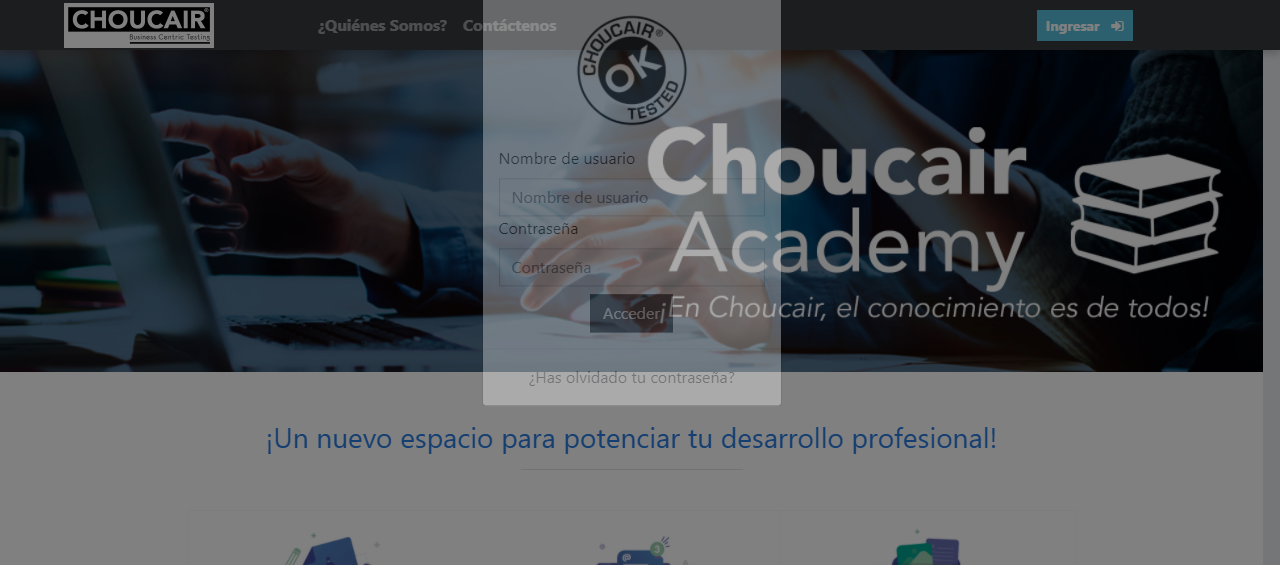 CHOUCAIR®
Business Centric Testing
¿Quiénes Somos?
Contáctenos
Ingresar
CHOUCAIR®
OK
TESTED
Nombre de usuario
Nombre de usuario
Contraseña
Contraseña
Acceder
¿Has olvidado tu contraseña?
Choucair
Academy
¡En Choucair, el conocimiento es de todos!
¡Un nuevo espacio para potenciar tu desarrollo profesional!
@
3